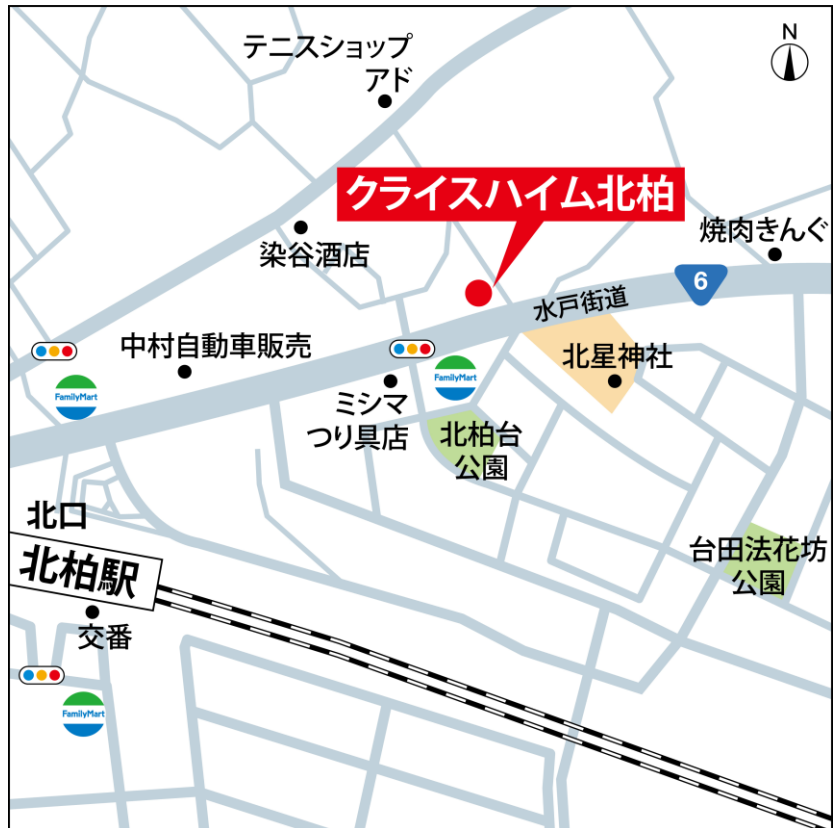 N
テニスショップ
アド
クライスハイム北柏
染谷酒店
焼肉きんぐ
6
水戸街道
中村自動車販売
FamilyMart
FamilyMart
北星神社
ミシマ
つり具店
北柏台
公園
北口
北柏駅
台田法花坊
公園
交番
FamilyMart